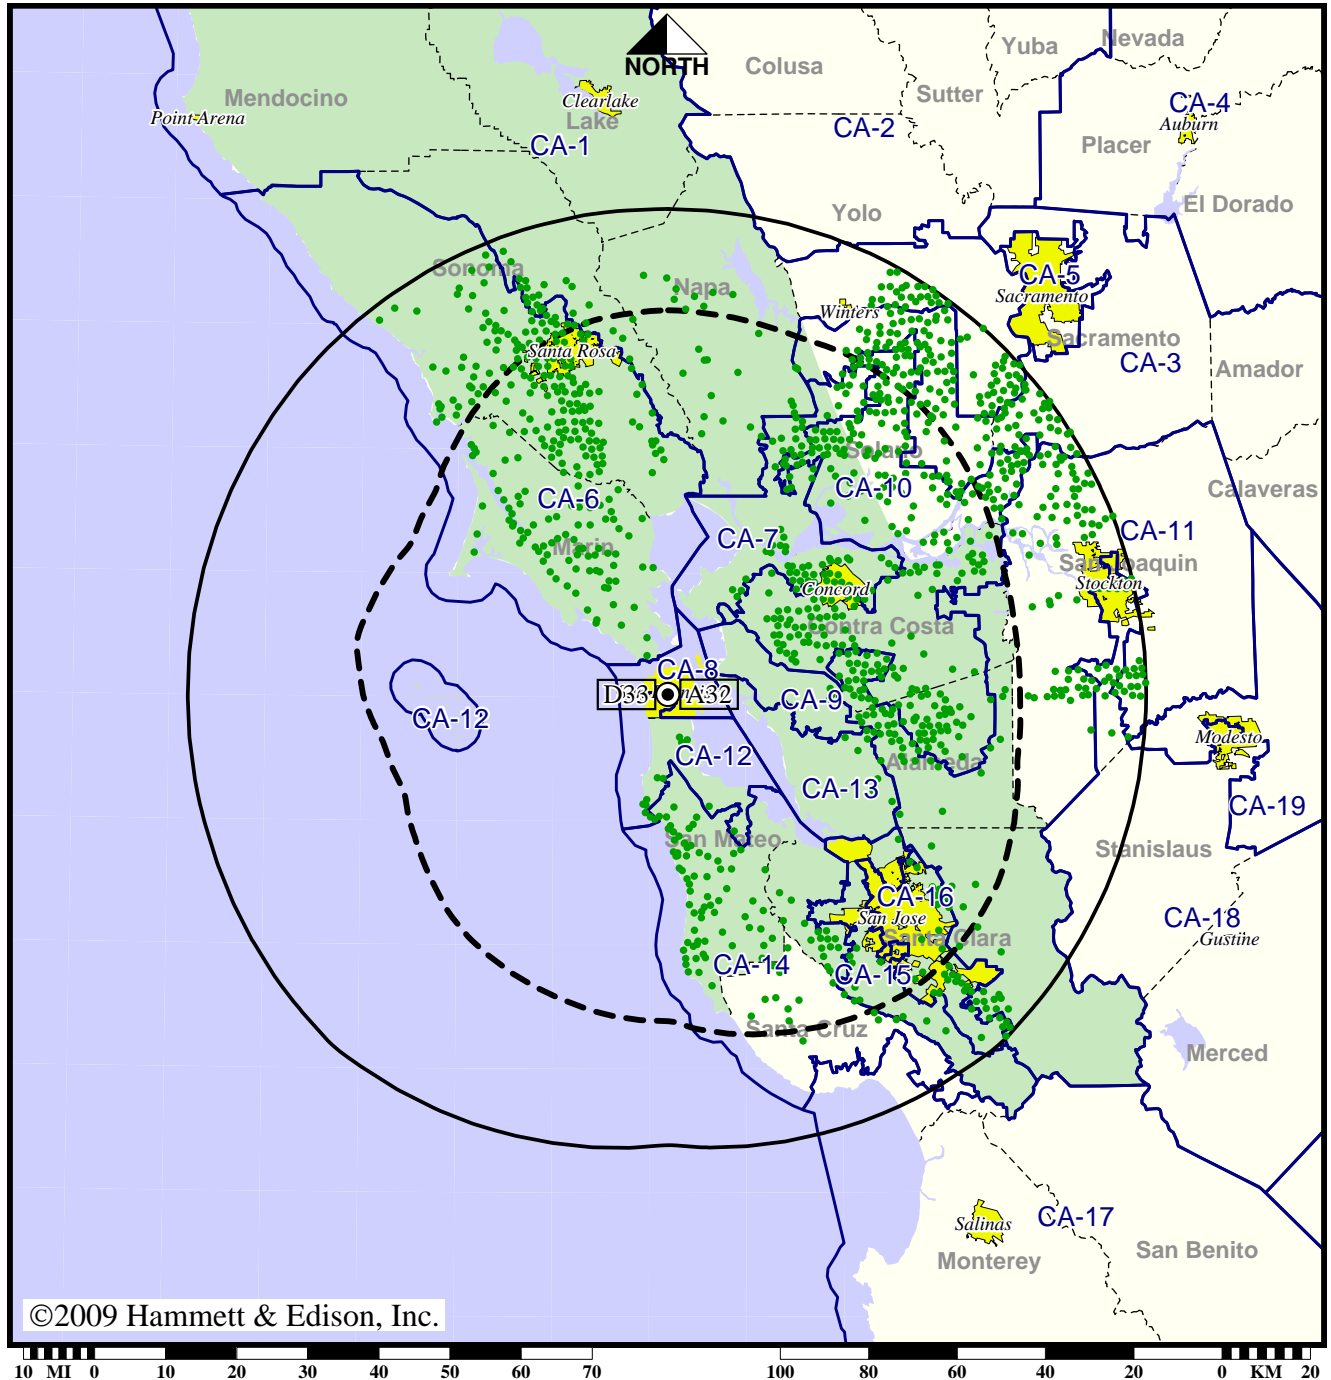 NORTH
Nevada
Yuba
Colusa
Sutter
Mendocino
Clearlake
Lake
Point Arena
CA-1
CA-2
CA-4
Auburn
Placer
El Dorado
Yolo
Sonoma
Napa
CA-5
Sacramento
Winters
Sacramento
CA-3
Amador
Santa Rosa
Solano
CA-10
Calaveras
CA-6
CA-7
CA-11
Marin
San Joaquin
Stockton
Concord
Contra Costa
CA-8
D33
A32
CA-9
CA-12
CA-12
Modesto
Alameda
CA-13
CA-19
San Mateo
Stanislaus
CA-16
San Jose
CA-18
Gustine
Santa Clara
CA-14
CA-15
Santa Cruz
Merced
Salinas
CA-17
Monterey
San Benito
©2009 Hammett & Edison, Inc.
10 MI 0 10 20 30 40 50 60 70 100 80 60 40 20 0 KM 20